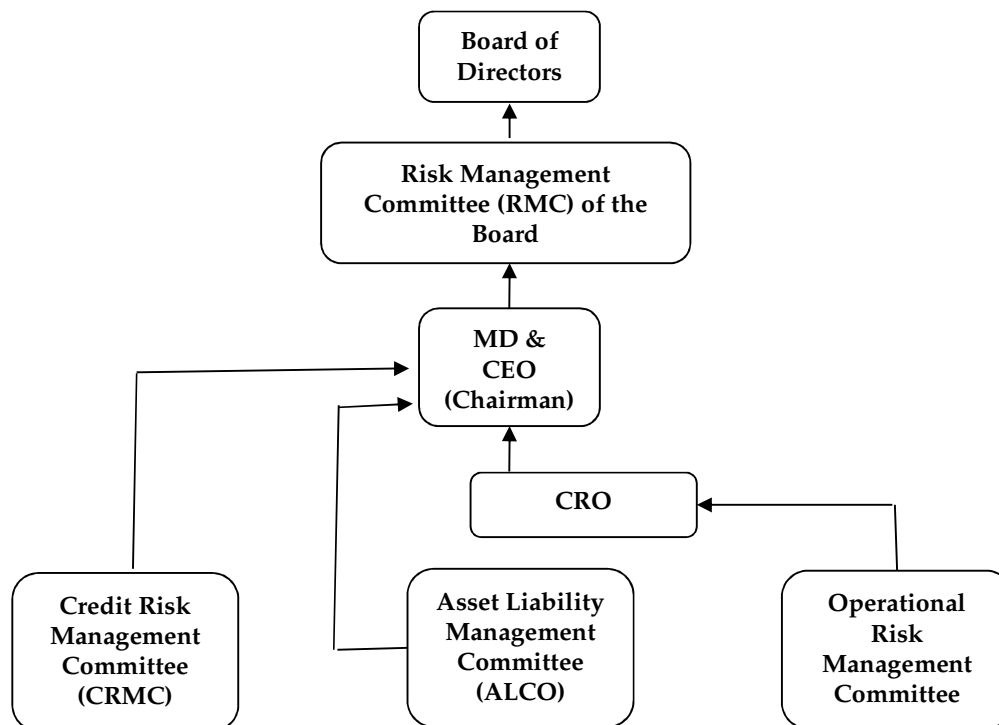 Board of
Directors
Risk Management
Committee (RMC) of the
Board
MD &
CEO
(Chairman)
CRO
Credit Risk
Management
Committee
(CRMC)
Asset Liability
Management
Committee
(ALCO)
Operational
Risk
Management
Committee